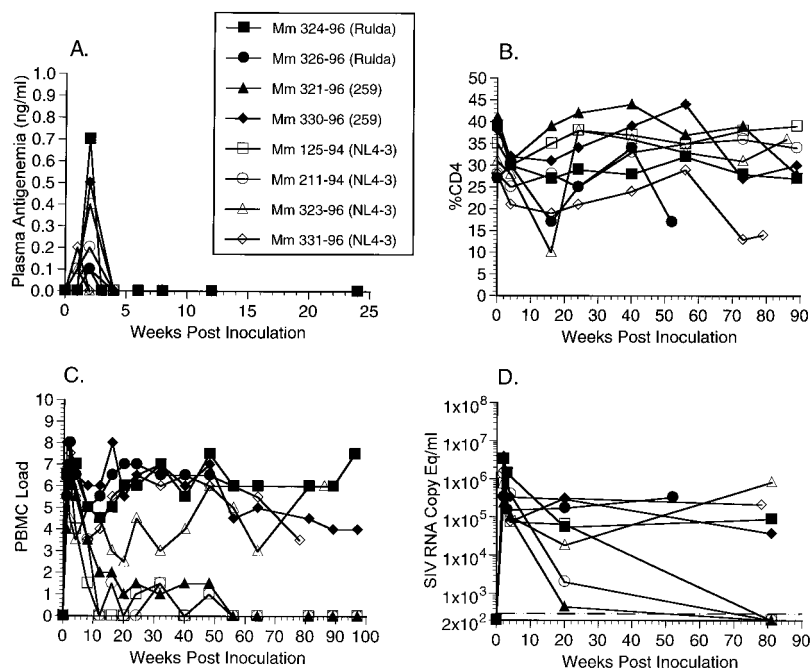 A.
Mm 324-96 (Rulda)
Mm 326-96 (Rulda)
Mm 321-96 (259)
Mm 330-96 (259)
Mm 125-94 (NL4-3)
Mm 211-94 (NL4-3)
Mm 323-96 (NL4-3)
Mm 331-96 (NL4-3)
Plasma Antigenemia (ng/ml)
1.0
0.9
0.8
0.7
0.6
0.5
0.4
0.3
0.2
0.1
0.0
0 5 10 15 20 25
Weeks Post Inoculation
B.
%CD4
50
45
40
35
30
25
20
15
10
5
0
0 10 20 30 40 50 60 70 80 90
Weeks Post Inoculation
C.
PBMC Load
10
9
8
7
6
5
4
3
2
1
0
0 10 20 30 40 50 60 70 80 90 100
Weeks Post Inoculation
D.
SIV RNA Copy Eq/ml
1x10⁸
1x10⁷
1x10⁶
1x10⁵
1x10⁴
1x10³
2x10²
0 10 20 30 40 50 60 70 80 90
Weeks Post Inoculation